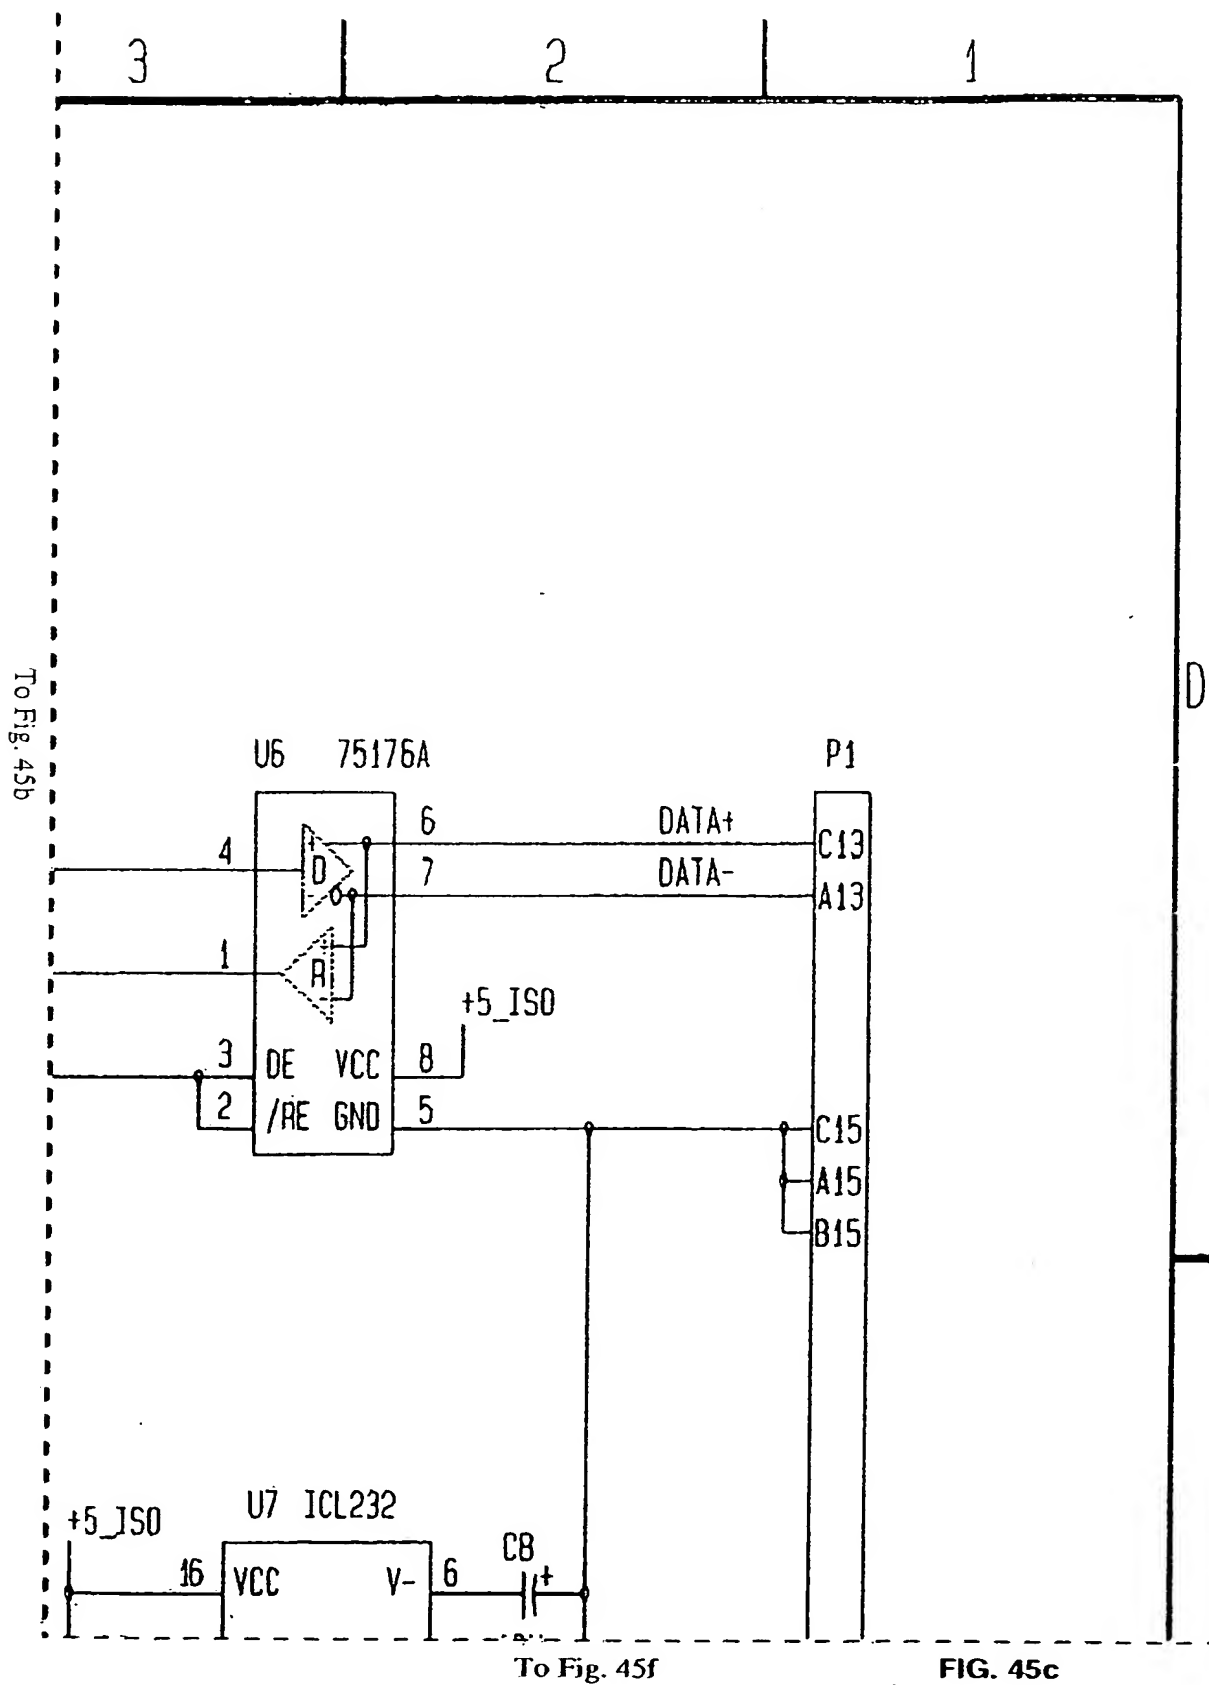 3 2 1
D
To Fig. 45b
U6 75176A P1
6 DATA+ C13
4 D 7 DATA- A13
1 R
+5_ISO
3 DE VCC 8
2 /RE GND 5 C15
A15
B15
U7 ICL232
+5_ISO
C8
16 VCC V- 6 +
To Fig. 45f FIG. 45c